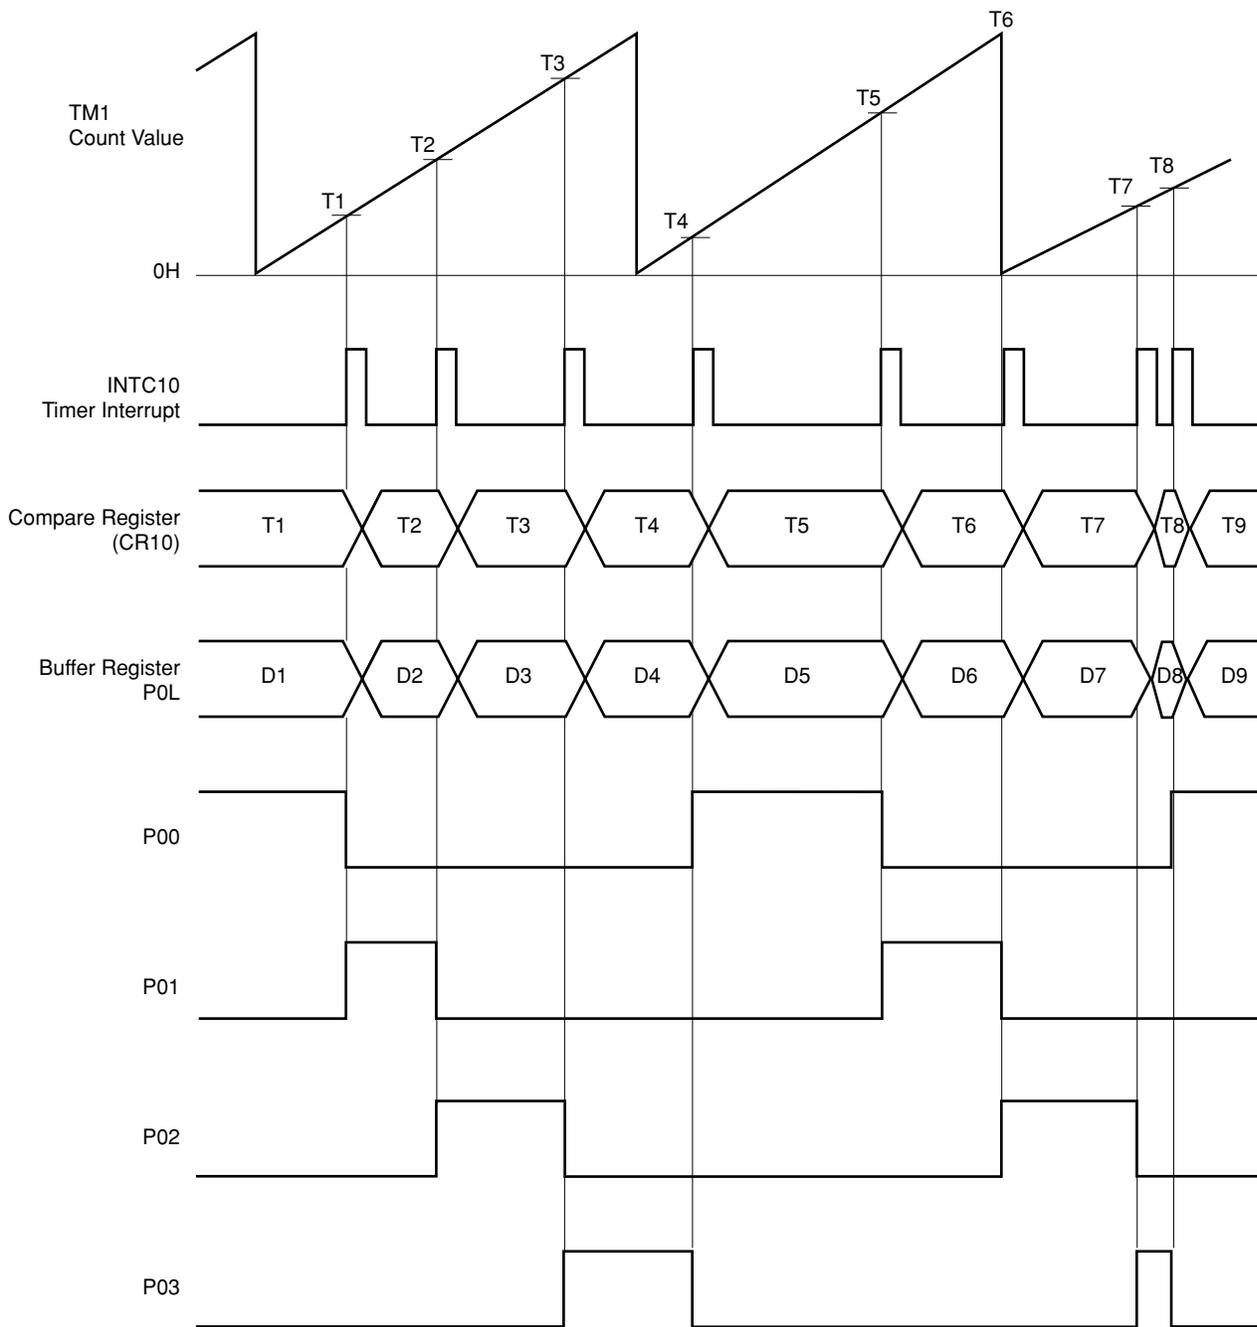 T6
T3
T5
TM1
Count Value
T2
T8
T7
T1
T4
0H
INTC10
Timer Interrupt
Compare Register
(CR10)
T1 T2 T3 T4 T5 T6 T7 T8 T9
Buffer Register
P0L
D1 D2 D3 D4 D5 D6 D7 D8 D9
P00
P01
P02
P03